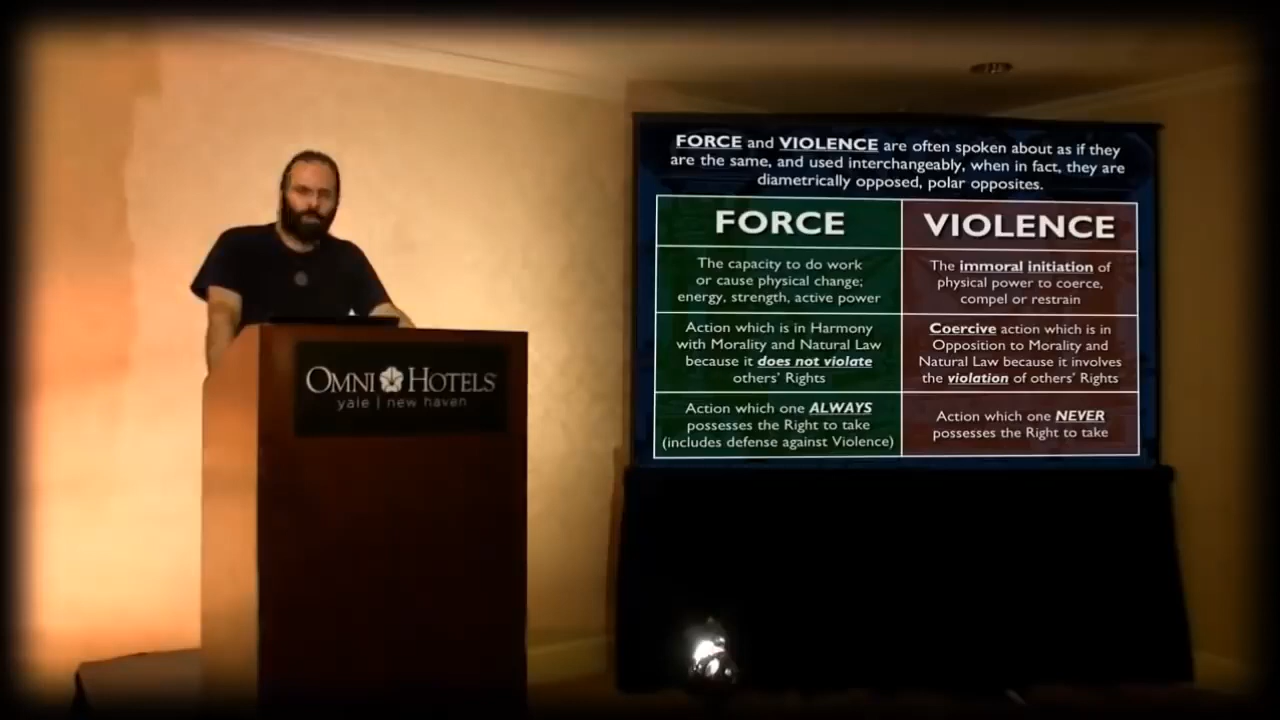 OMNI HOTELS
yale | new haven
FORCE and VIOLENCE are often spoken about as if they
are the same, and used interchangeably, when in fact, they are
diametrically opposed, polar opposites.
FORCE
The capacity to do work
or cause physical change;
energy, strength, active power
Action which is in Harmony
with Morality and Natural Law
because it does not violate
others' Rights
Action which one ALWAYS
possesses the Right to take
(includes defense against Violence)
VIOLENCE
The immoral initiation of
physical power to coerce,
compel or restrain
Coercive action which is in
Opposition to Morality and
Natural Law because it involves
the violation of others' Rights
Action which one NEVER
possesses the Right to take